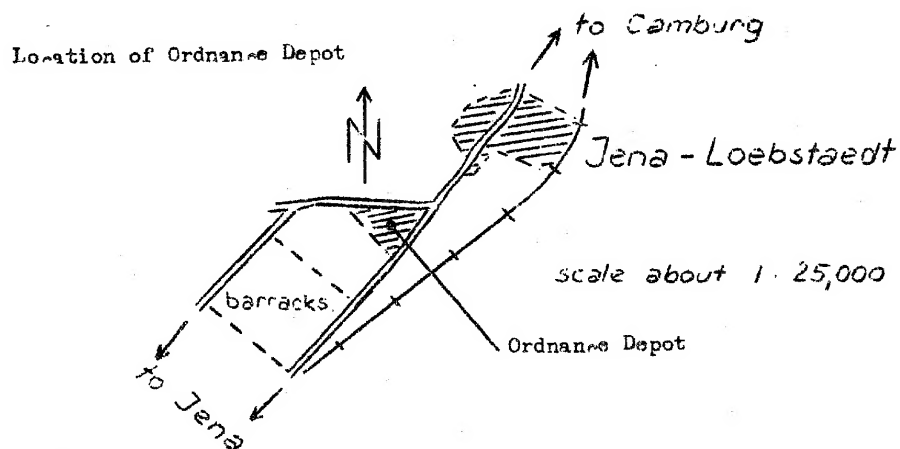 to Camburg
Location of Ordnance Depot
N
Jena - Loebstaedt
scale about 1 · 25,000
barracks
Ordnance Depot
to Jena